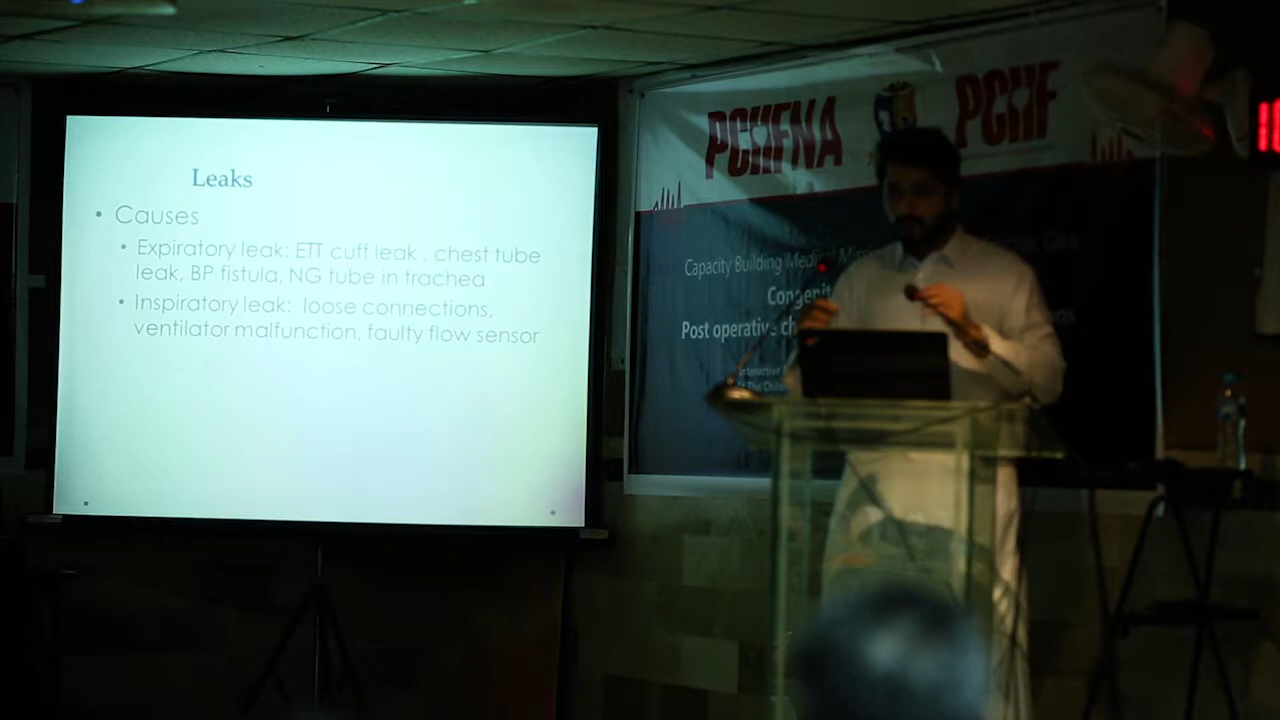 Leaks
• Causes
• Expiratory leak: ETT cuff leak , chest tube
leak, BP fistula, NG tube in trachea
• Inspiratory leak: loose connections,
ventilator malfunction, faulty flow sensor
PCHFNA
PCHF
Capacity Building Medical
Congenit
Post operative ch